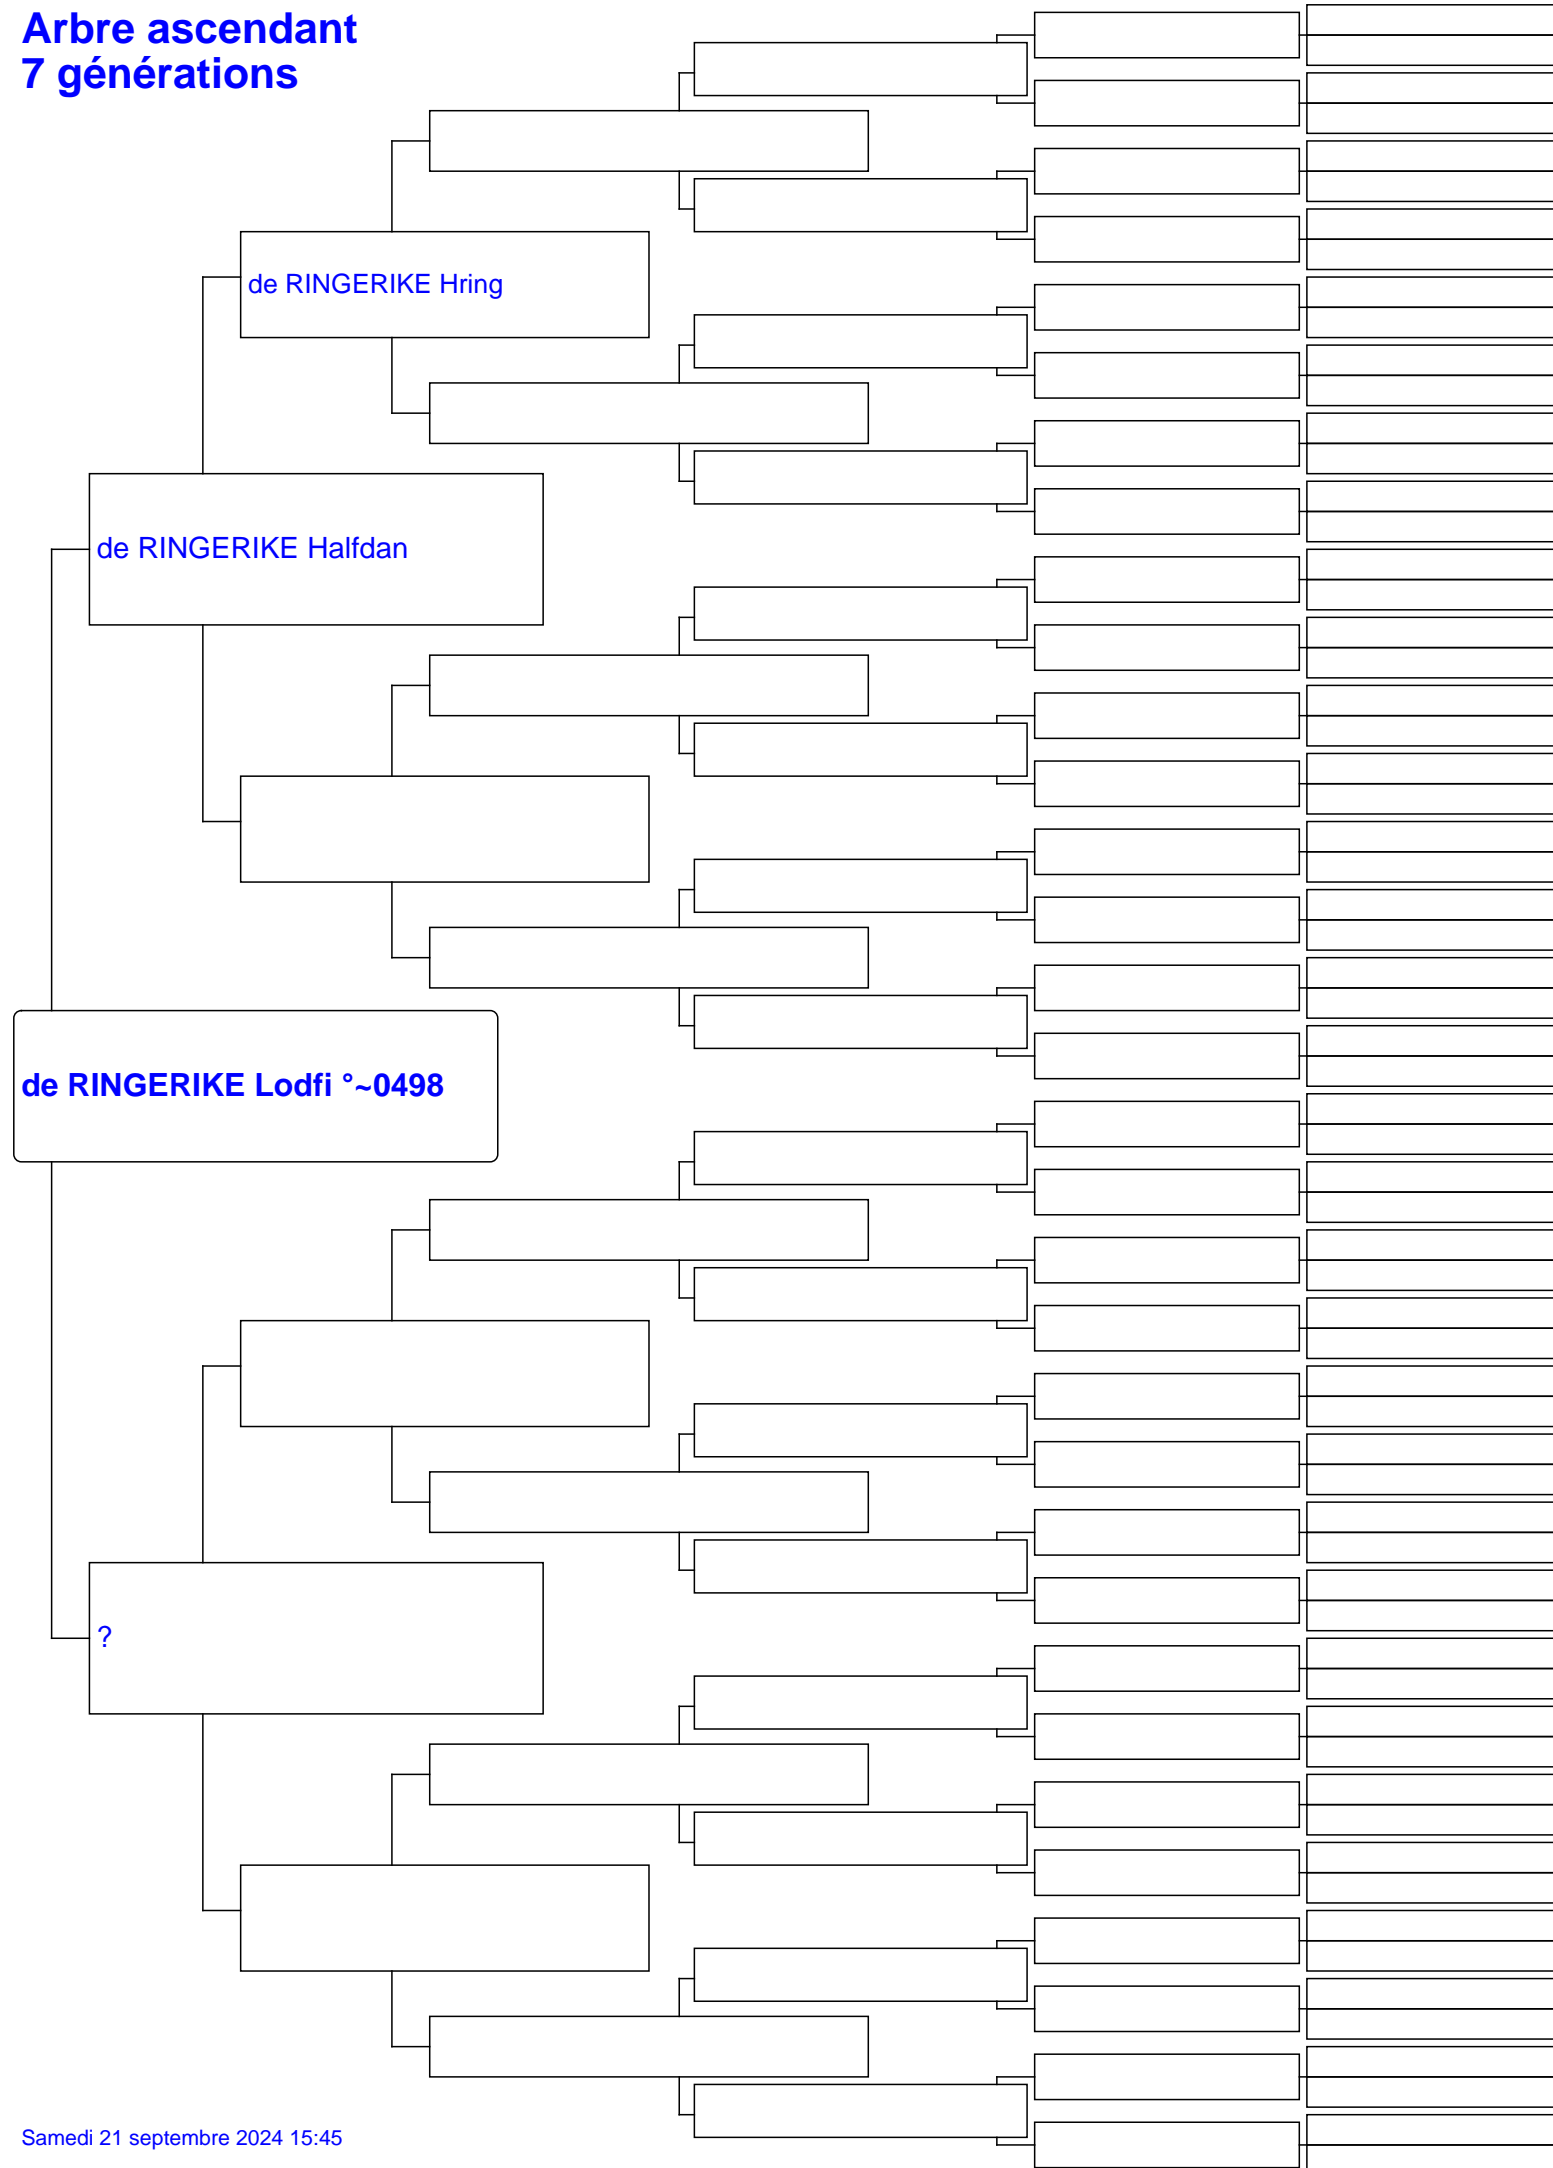 Arbre ascendant
7 générations
de RINGERIKE Hring
de RINGERIKE Halfdan
de RINGERIKE Lodfi °~0498
?
Samedi 21 septembre 2024 15:45